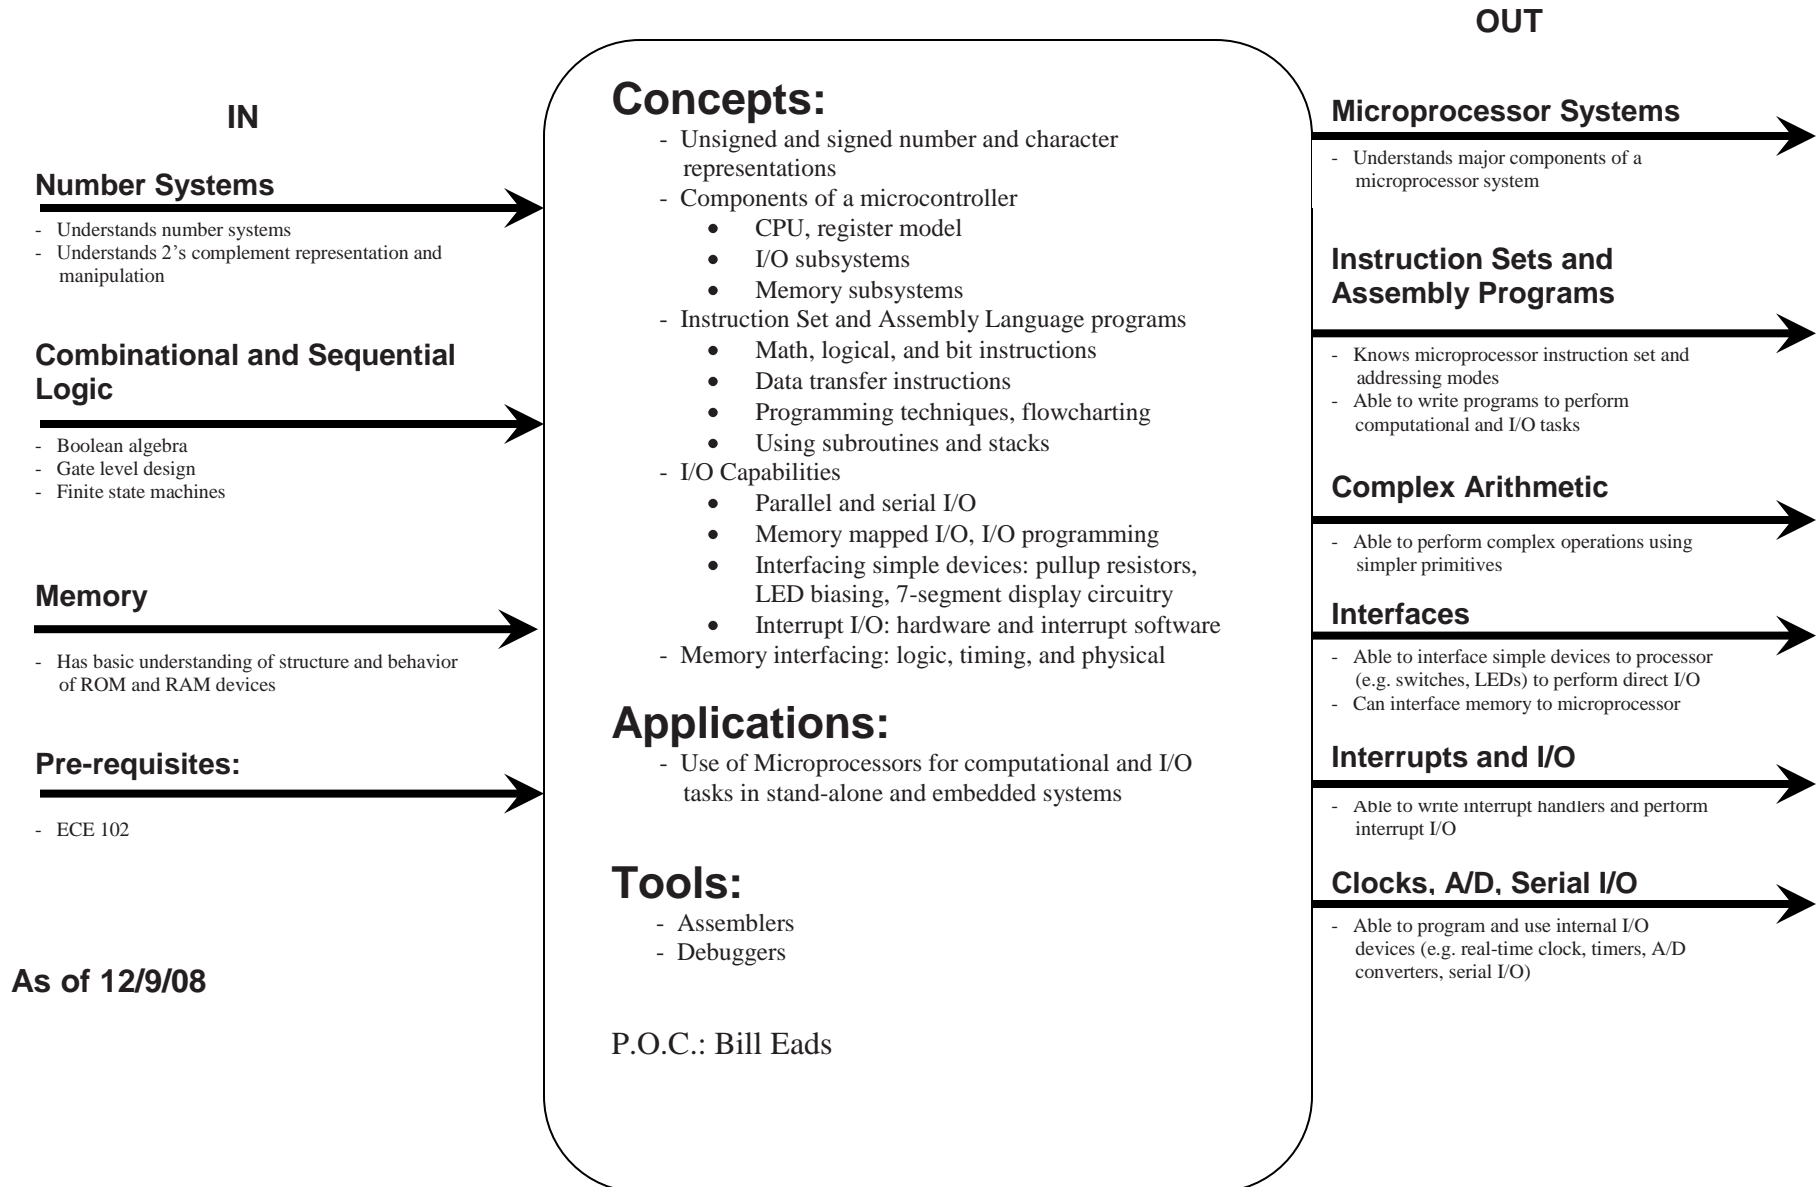 IN
Number Systems
- Understands number systems
- Understands 2’s complement representation and
manipulation
Combinational and Sequential
Logic
- Boolean algebra
- Gate level design
- Finite state machines
Memory
- Has basic understanding of structure and behavior
of ROM and RAM devices
Pre-requisites:
- ECE 102
As of 12/9/08
Concepts:
- Unsigned and signed number and character
representations
- Components of a microcontroller
• CPU, register model
• I/O subsystems
• Memory subsystems
- Instruction Set and Assembly Language programs
• Math, logical, and bit instructions
• Data transfer instructions
• Programming techniques, flowcharting
• Using subroutines and stacks
- I/O Capabilities
• Parallel and serial I/O
• Memory mapped I/O, I/O programming
• Interfacing simple devices: pullup resistors,
LED biasing, 7-segment display circuitry
• Interrupt I/O: hardware and interrupt software
- Memory interfacing: logic, timing, and physical
Applications:
- Use of Microprocessors for computational and I/O
tasks in stand-alone and embedded systems
Tools:
- Assemblers
- Debuggers
P.O.C.: Bill Eads
OUT
Microprocessor Systems
- Understands major components of a
microprocessor system
Instruction Sets and
Assembly Programs
- Knows microprocessor instruction set and
addressing modes
- Able to write programs to perform
computational and I/O tasks
Complex Arithmetic
- Able to perform complex operations using
simpler primitives
Interfaces
- Able to interface simple devices to processor
(e.g. switches, LEDs) to perform direct I/O
- Can interface memory to microprocessor
Interrupts and I/O
- Able to write interrupt handlers and perform
interrupt I/O
Clocks, A/D, Serial I/O
- Able to program and use internal I/O
devices (e.g. real-time clock, timers, A/D
converters, serial I/O)